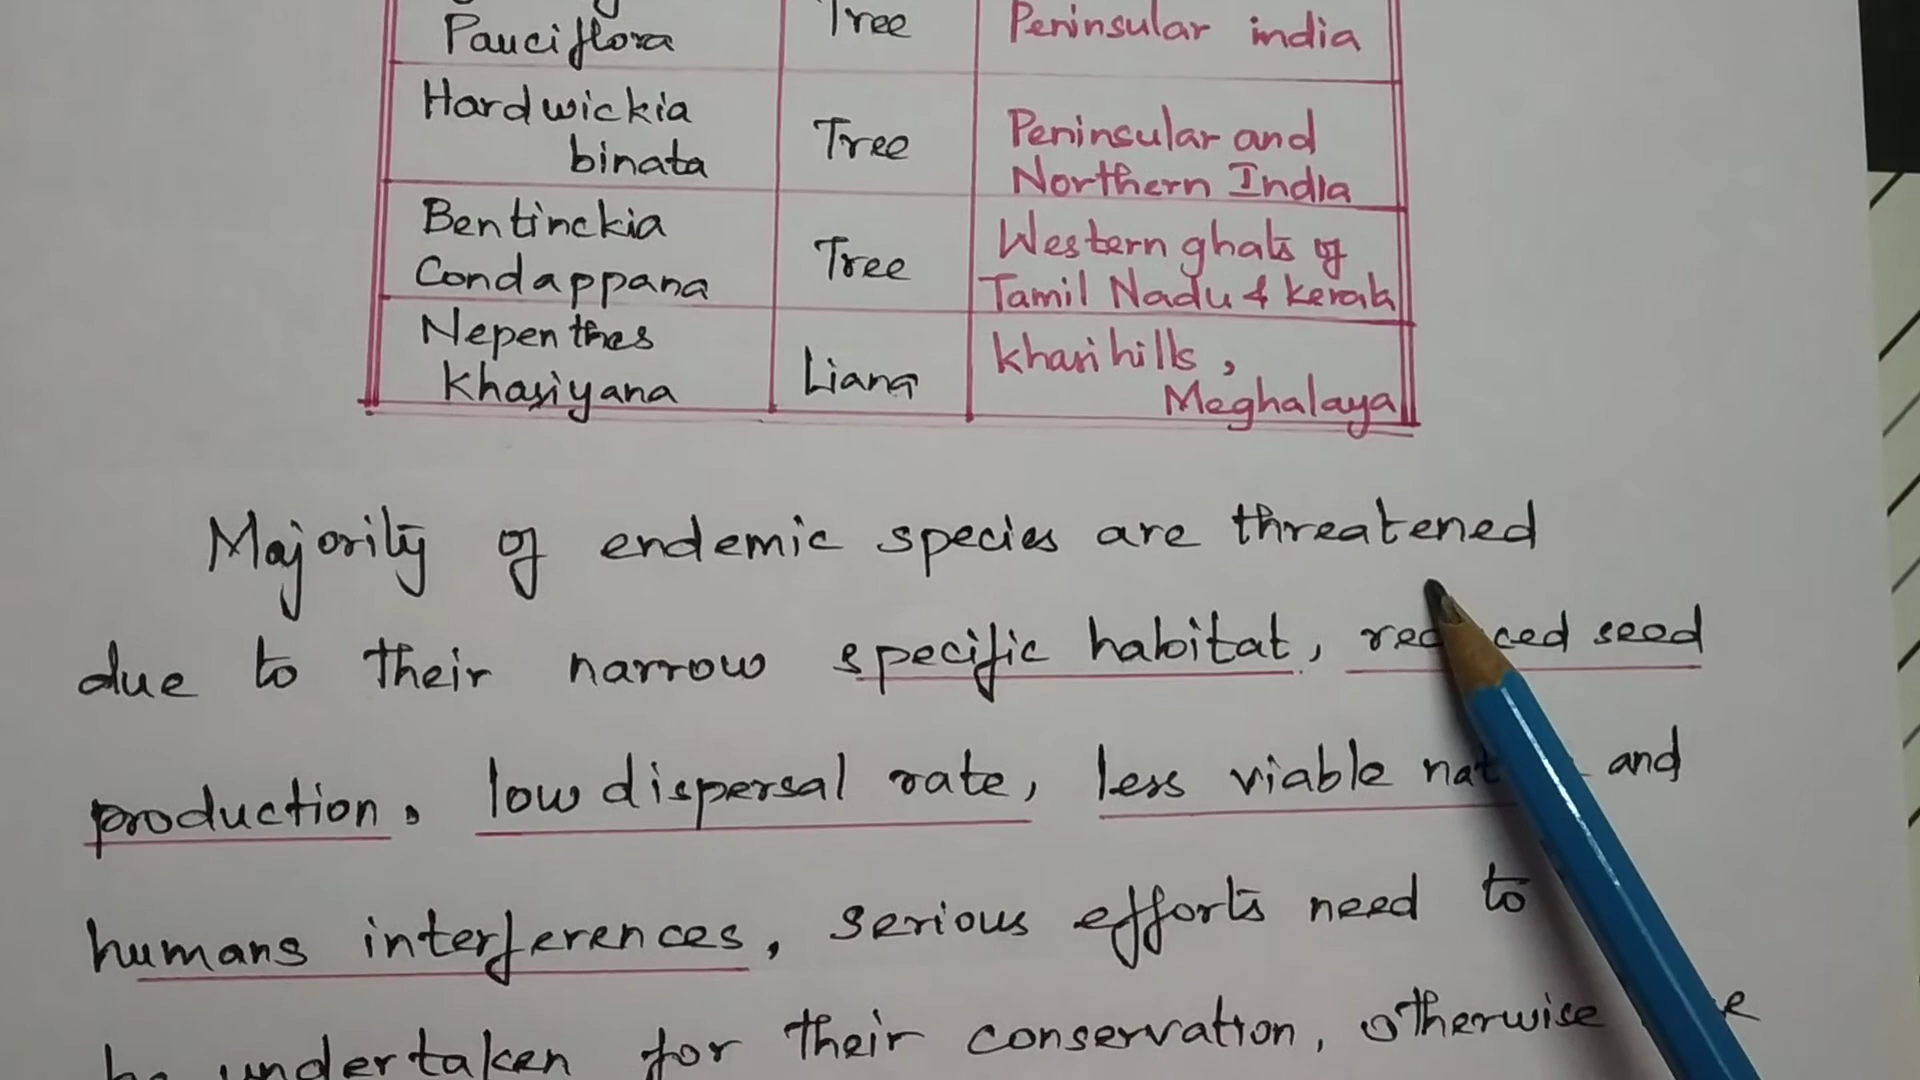 Pauciflora Tree Peninsular india
Hardwickia
binata Tree Peninsular and
Northern India
Bentinckia
Condappana Tree Western ghats of
Tamil Nadu & kerala
Nepenthes
Khasiyana Liana khasi hills,
Meghalaya
Majority of endemic species are threatened
due to their narrow specific habitat, reduced seed
production, low dispersal rate, less viable and
humans interferences, serious efforts need to
be undertaken for their conservation, otherwise